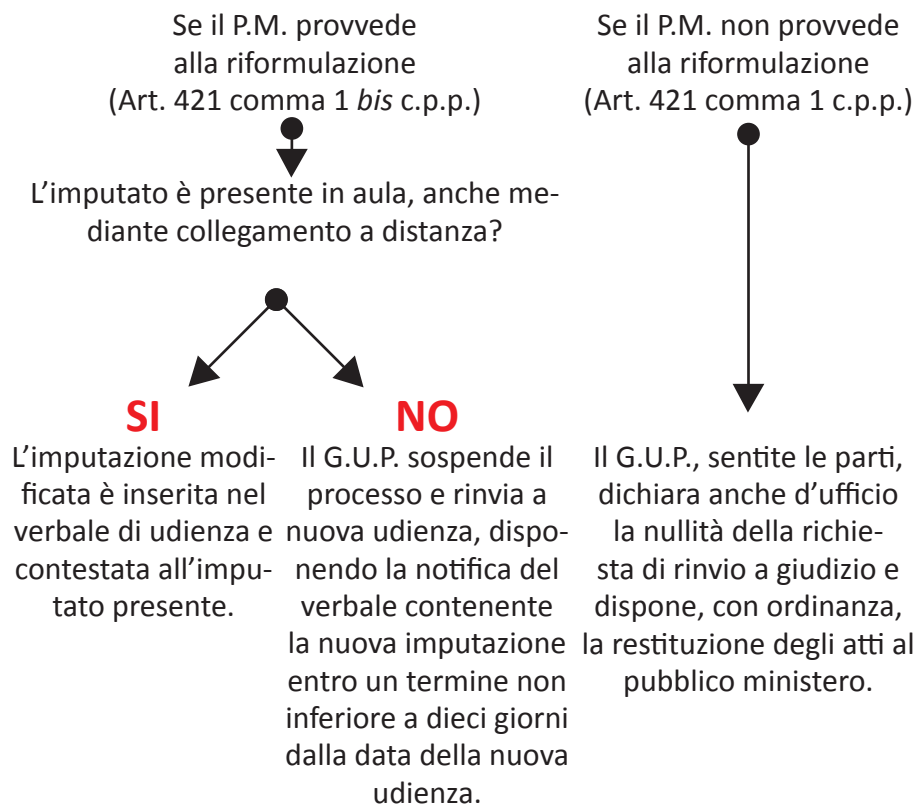 Se il P.M. provvede
alla riformulazione
(Art. 421 comma 1 bis c.p.p.)
Se il P.M. non provvede
alla riformulazione
(Art. 421 comma 1 c.p.p.)
L’imputato è presente in aula, anche me-
diante collegamento a distanza?
SI
L’imputazione modi-
ficata è inserita nel
verbale di udienza e
contestata all’impu-
tato presente.
NO
Il G.U.P. sospende il
processo e rinvia a
nuova udienza, dispo-
nendo la notifica del
verbale contenente
la nuova imputazione
entro un termine non
inferiore a dieci giorni
dalla data della nuova
udienza.
Il G.U.P., sentite le parti,
dichiara anche d’ufficio
la nullità della richie-
sta di rinvio a giudizio e
dispone, con ordinanza,
la restituzione degli atti al
pubblico ministero.